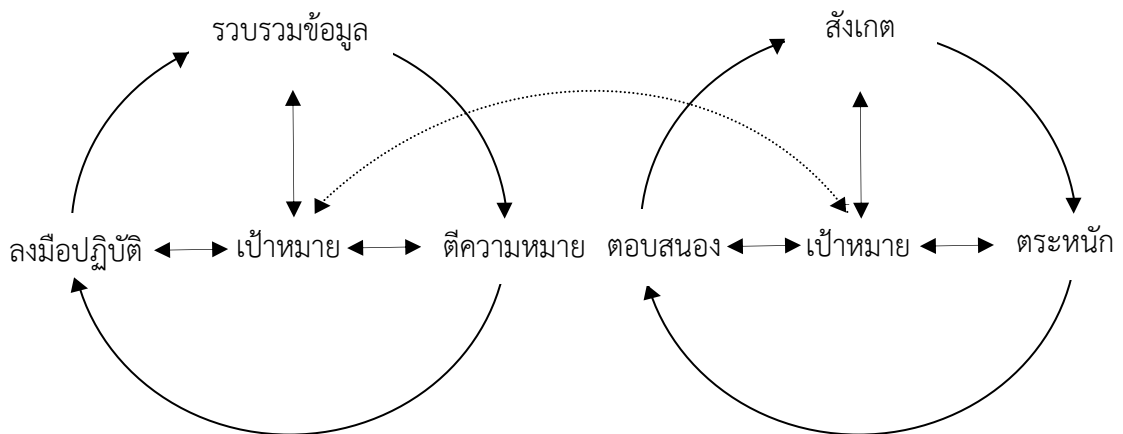 รวบรวมข้อมูล
สังเกต
ลงมือปฏิบัติ เป้าหมาย ตีความหมาย ตอบสนอง เป้าหมาย ตระหนัก